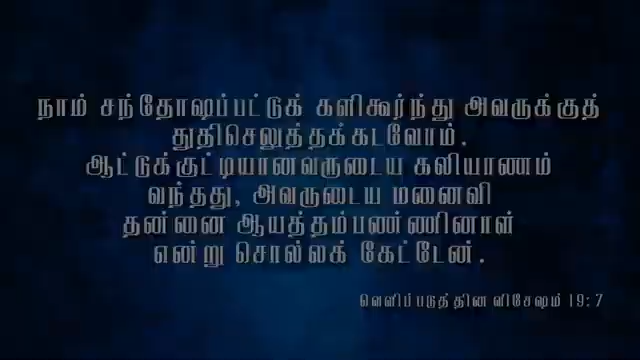 நாம் சந்தோஷப்பட்டுக் களிகூர்ந்து அவருக்குத்
துதிசெலுத்தக்கடவோம்.
ஆட்டுக்குட்டியானவருடைய கலியாணம்
வந்தது, அவருடைய மனைவி
தன்னை ஆயத்தம்பண்ணினாள்
என்று சொல்லக் கேட்டேன்.
வெளிப்படுத்தின விசேஷம் 19:7